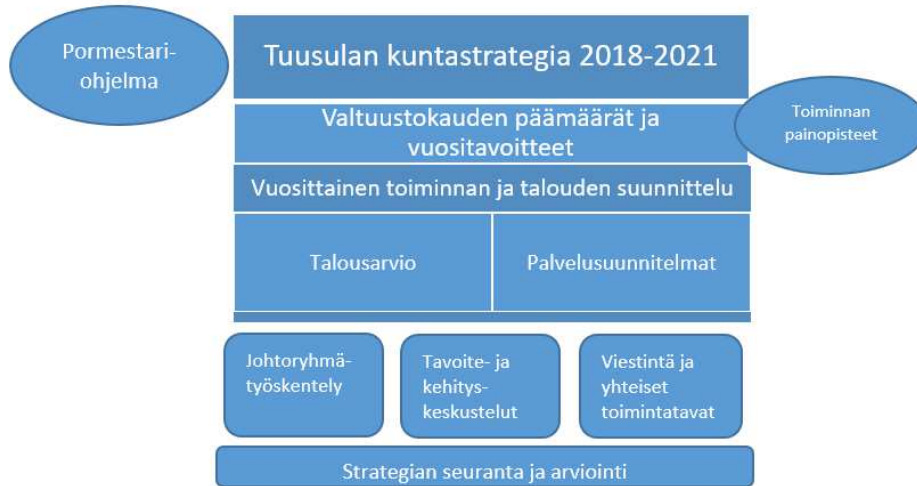 Pormestari-
ohjelma
Tuusulan kuntastrategia 2018-2021
Valtuustokauden päämäärät ja
vuositavoitteet
Toiminnan
painopisteet
Vuosittainen toiminnan ja talouden suunnittelu
Talousarvio
Palvelusuunnitelmat
Johtoryhmä-
työskentely
Tavoite- ja
kehitys-
keskustelut
Viestintä ja
yhteiset
toimintatavat
Strategian seuranta ja arviointi